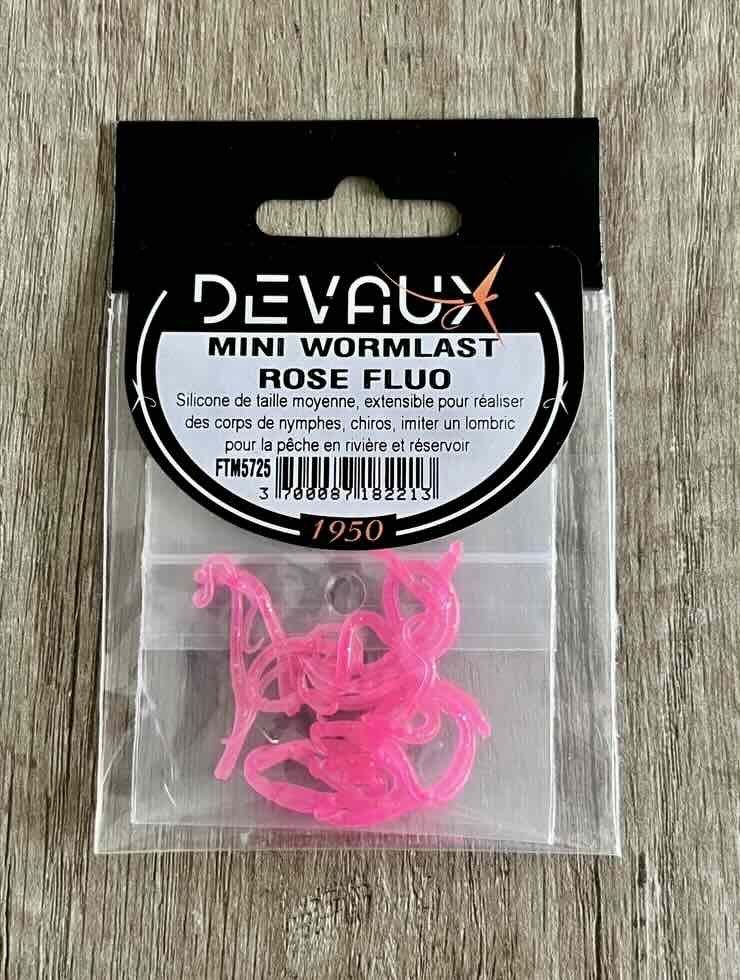 DEVAUX
MINI WORMLAST
ROSE FLUO
Silicone de taille moyenne, extensible pour réaliser
des corps de nymphes, chiros, imiter un lombric
pour la pêche en rivière et réservoir
FTM5725
3 700087 182213
1950